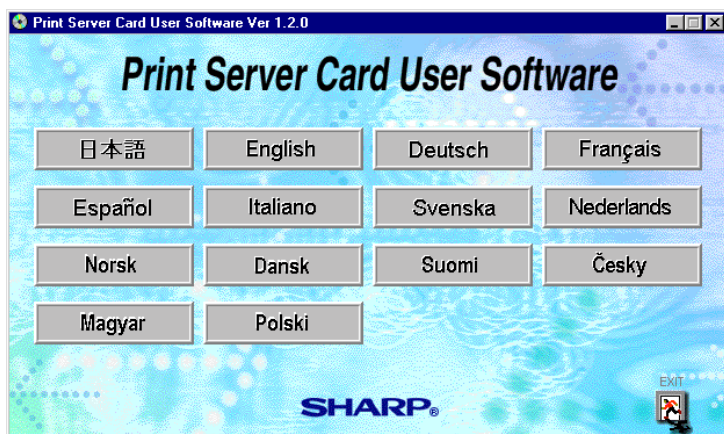 Print Server Card User Software Ver 1.2.0
Print Server Card User Software
日本語 English Deutsch Français
Español Italiano Svenska Nederlands
Norsk Dansk Suomi Česky
Magyar Polski
EXIT
SHARP®